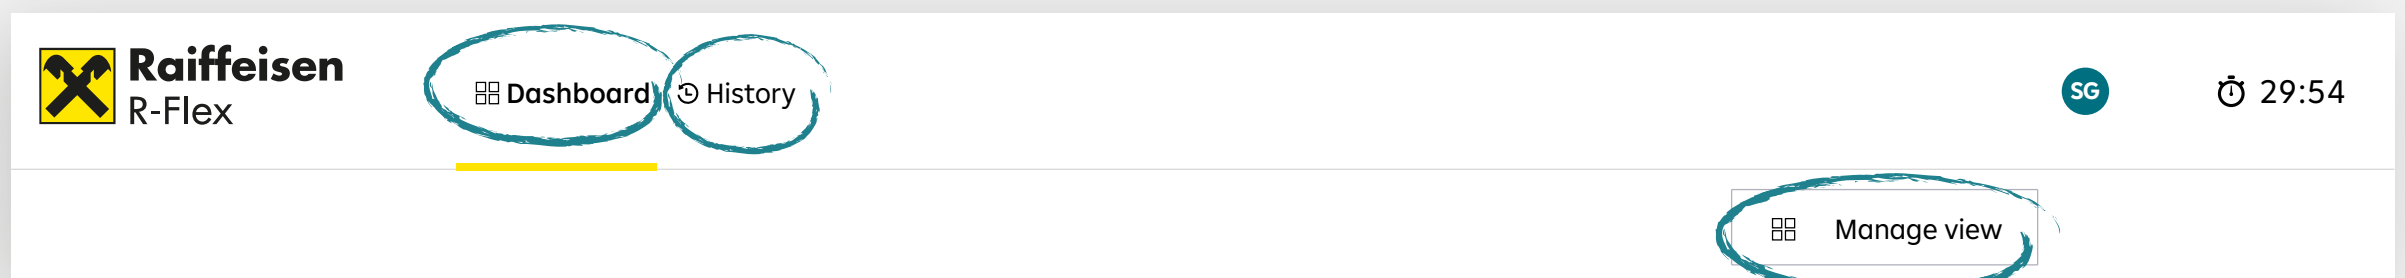 Raiffeisen
R-Flex
Dashboard
History
SG
29:54
Manage view